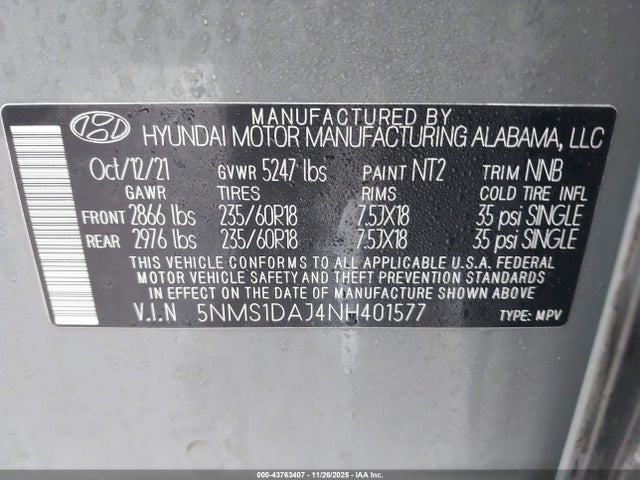 MANUFACTURED BY
HYUNDAI MOTOR MANUFACTURING ALABAMA, LLC
Oct/12/21 GVWR 5247 lbs PAINT NT2 TRIM NNB
GAWR TIRES RIMS COLD TIRE INFL
FRONT 2866 lbs 235/60R18 7.5JX18 35 psi SINGLE
REAR 2976 lbs 235/60R18 7.5JX18 35 psi SINGLE
THIS VEHICLE CONFORMS TO ALL APPLICABLE U.S.A. FEDERAL
MOTOR VEHICLE SAFETY AND THEFT PREVENTION STANDARDS
IN EFFECT ON THE DATE OF MANUFACTURE SHOWN ABOVE
V.I.N 5NMS1DAJ4NH401577 TYPE: MPV
000-43763407 - 11/26/2025 - IAA, Inc.